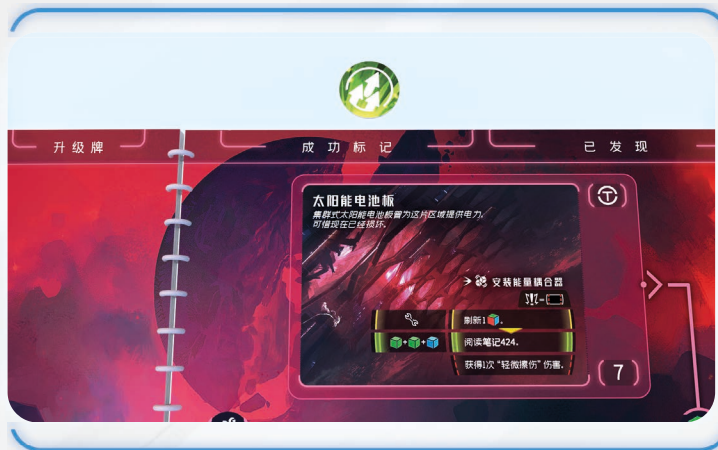 升级牌
成功标记
已发现
太阳能电池板
集群式太阳能电池板曾为这片区域提供电力，
可惜现在已经损坏。
安装能量耦合器
刷新1
阅读笔记424。
获得1次“轻微擦伤”伤害。
7